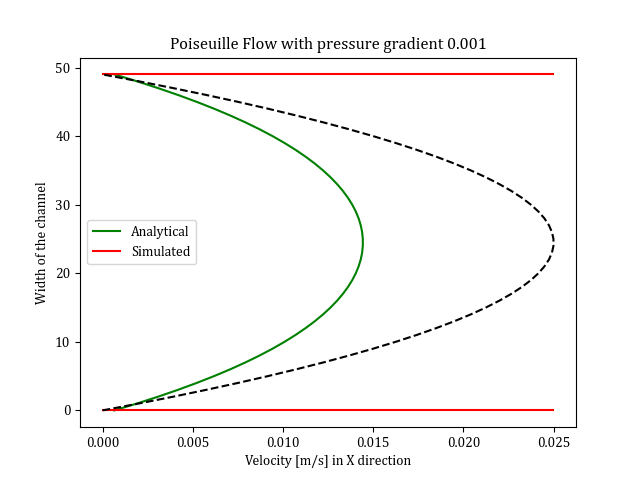 Poiseuille Flow with pressure gradient 0.001
50
40
30
20
10
0
Width of the channel
Analytical
Simulated
0.000 0.005 0.010 0.015 0.020 0.025
Velocity [m/s] in X direction